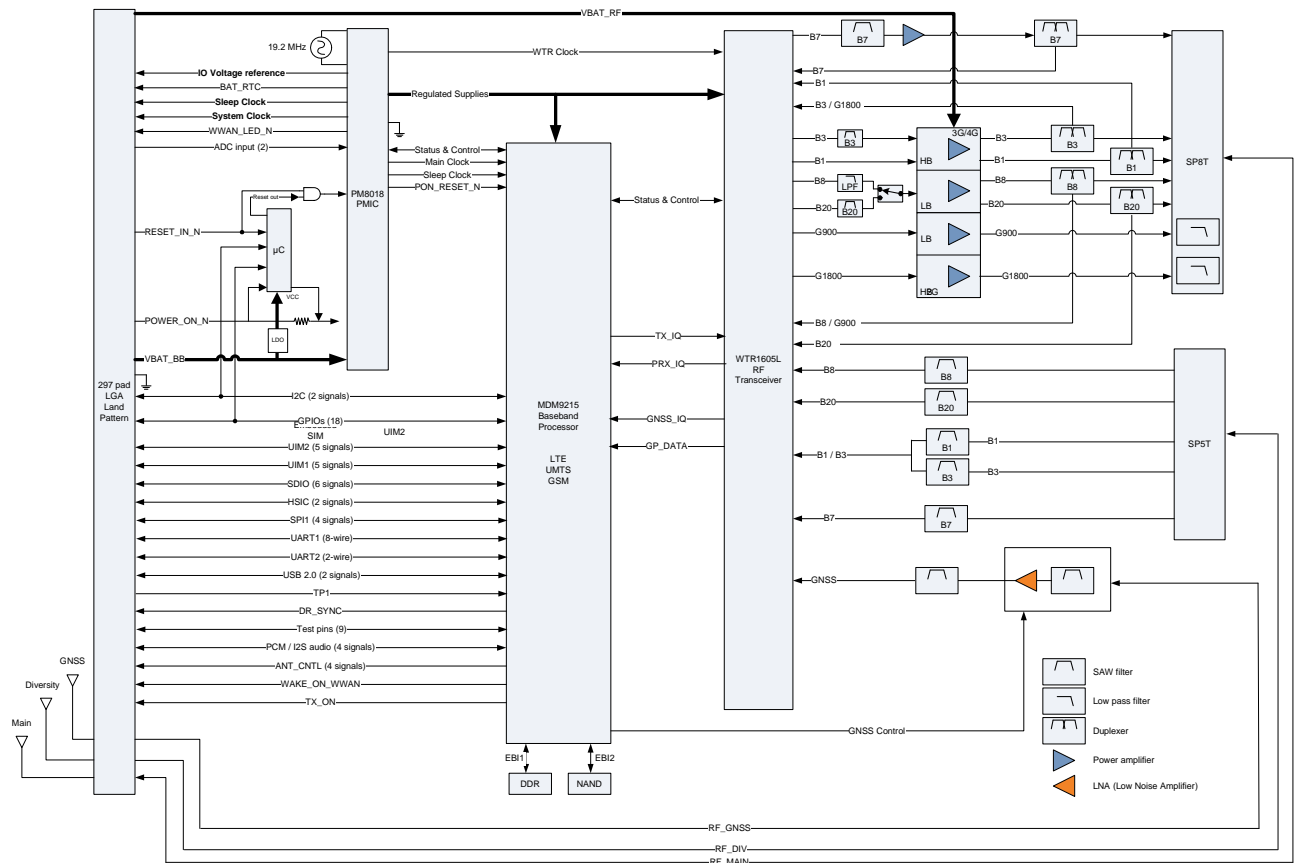 VBAT_RF
19.2 MHz
WTR Clock
IO Voltage reference
BAT_RTC
Sleep Clock
System Clock
WWAN_LED_N
ADC input (2)
Regulated Supplies
Status & Control
Main Clock
Sleep Clock
PON_RESET_N
PM8018
PMIC
Reset out
RESET_IN_N
µC
VCC
POWER_ON_N
LDO
VBAT_BB
297 pad
LGA
Land
Pattern
I2C (2 signals)
GPIOs (18)
SIM
UIM2
UIM2 (5 signals)
UIM1 (5 signals)
SDIO (6 signals)
HSIC (2 signals)
SPI1 (4 signals)
UART1 (8-wire)
UART2 (2-wire)
USB 2.0 (2 signals)
TP1
DR_SYNC
Test pins (9)
PCM / I2S audio (4 signals)
ANT_CNTL (4 signals)
WAKE_ON_WWAN
TX_ON
GNSS
Diversity
Main
MDM9215
Baseband
Processor
LTE
UMTS
GSM
EBI1
EBI2
DDR
NAND
Status & Control
TX_IQ
PRX_IQ
GNSS_IQ
GP_DATA
WTR1605L
RF
Transceiver
B7
B7
B7
B7
B1
B3 / G1800
B3
B3
B1
B8
LPF
B20
B20
G900
G1800
3G/4G
HB
LB
LB
HB
2G
B3
B3
B1
B1
B8
B8
B20
B20
G900
G1800
SP8T
B8 / G900
B20
B8
B8
B20
B20
B1 / B3
B1
B1
B3
B3
B7
B7
SP5T
GNSS
GNSS Control
SAW filter
Low pass filter
Duplexer
Power amplifier
LNA (Low Noise Amplifier)
RF_GNSS
RF_DIV
RF_MAIN